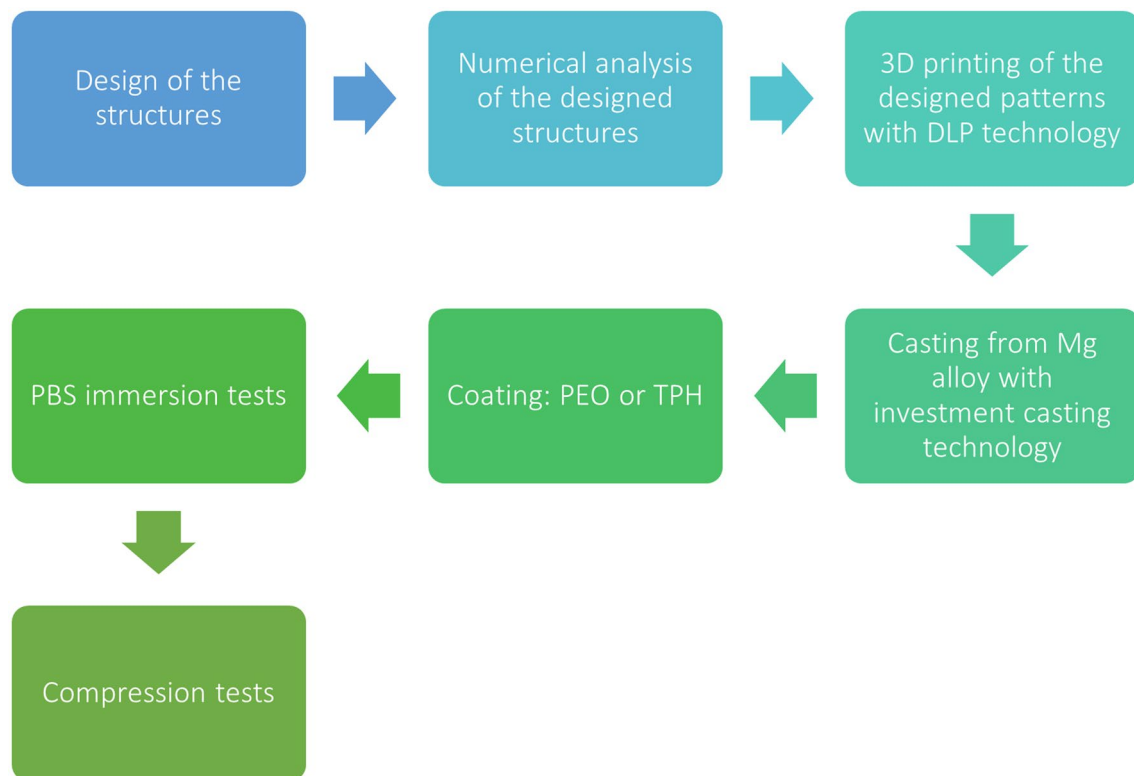 Design of the
structures
Numerical analysis
of the designed
structures
3D printing of the
designed patterns
with DLP technology
Casting from Mg
alloy with
investment casting
technology
Coating: PEO or TPH
PBS immersion tests
Compression tests